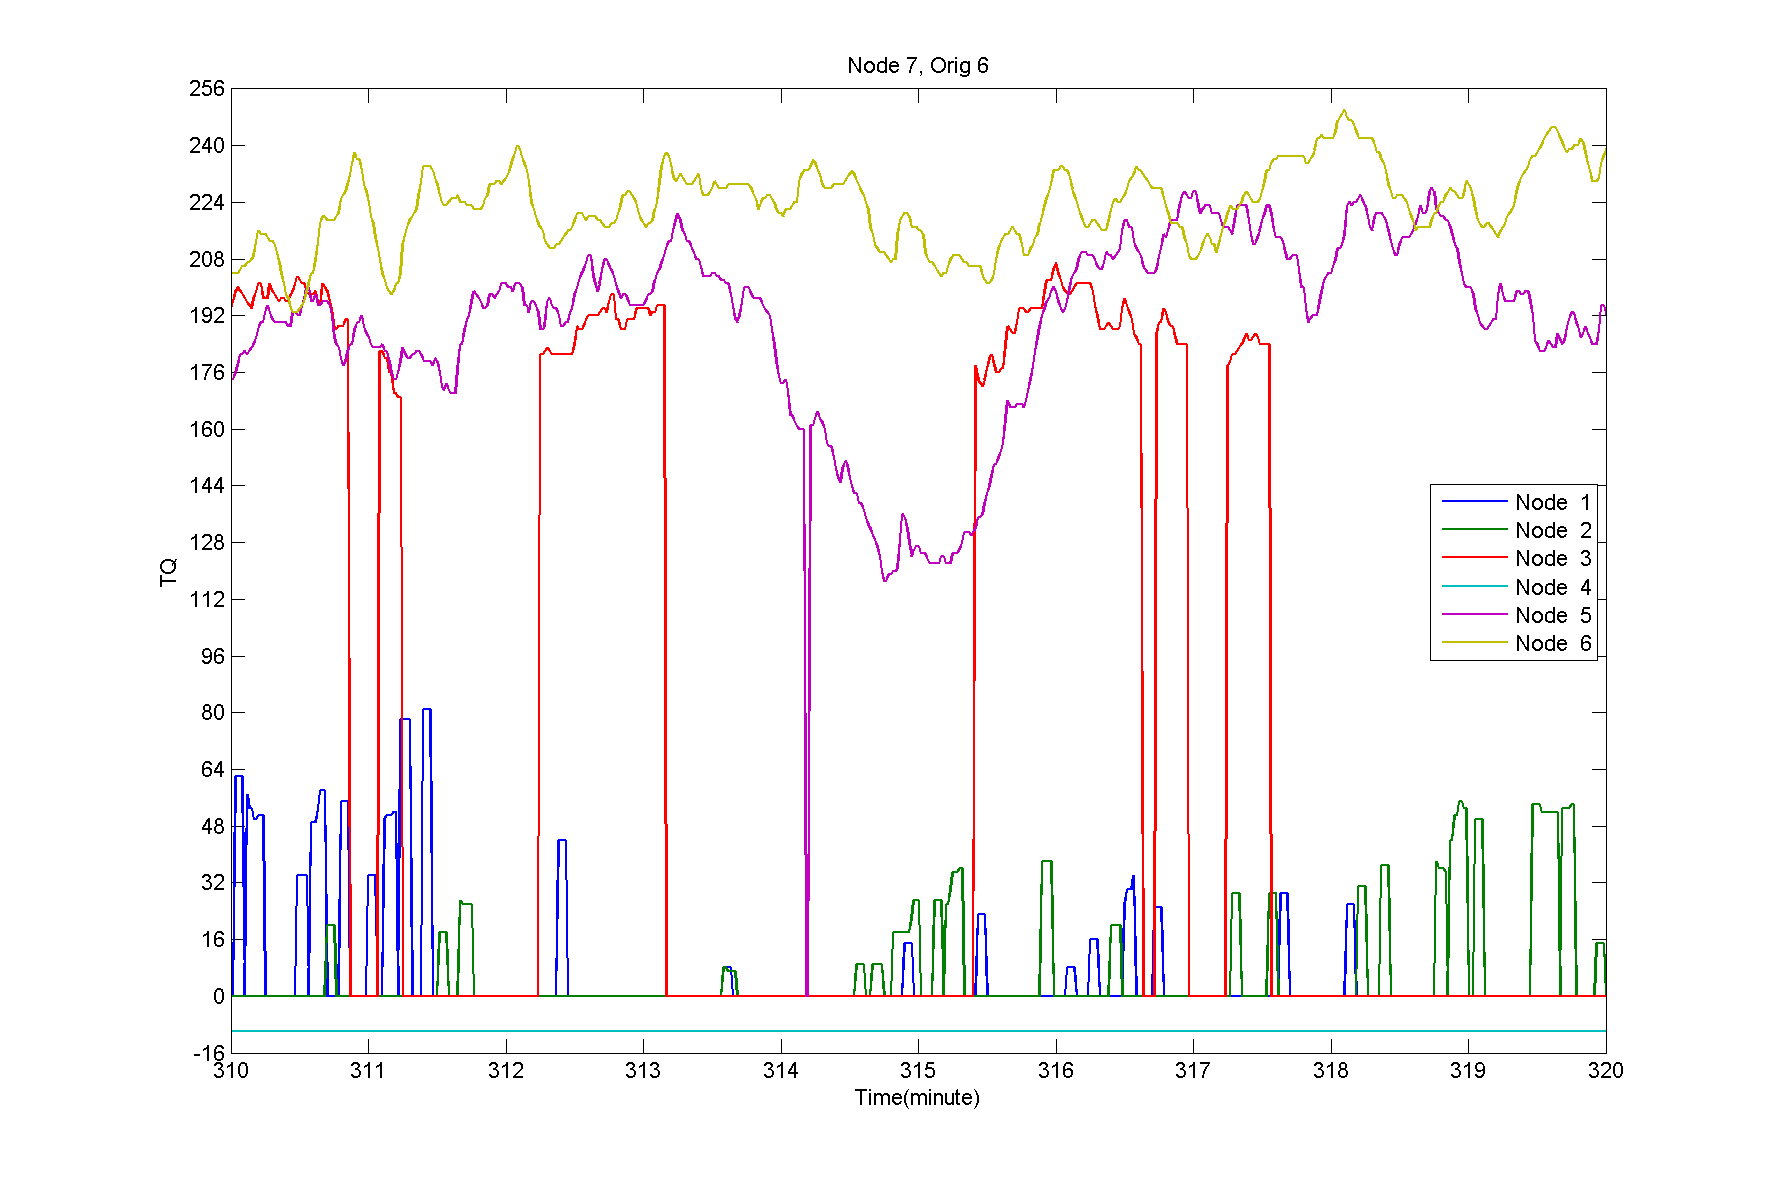 Node 7, Orig 6
256
240
224
208
192
176
160
144
128
112
96
80
64
48
32
16
0
-16
TQ
310 311 312 313 314 315 316 317 318 319 320
Time(minute)
Node 1
Node 2
Node 3
Node 4
Node 5
Node 6